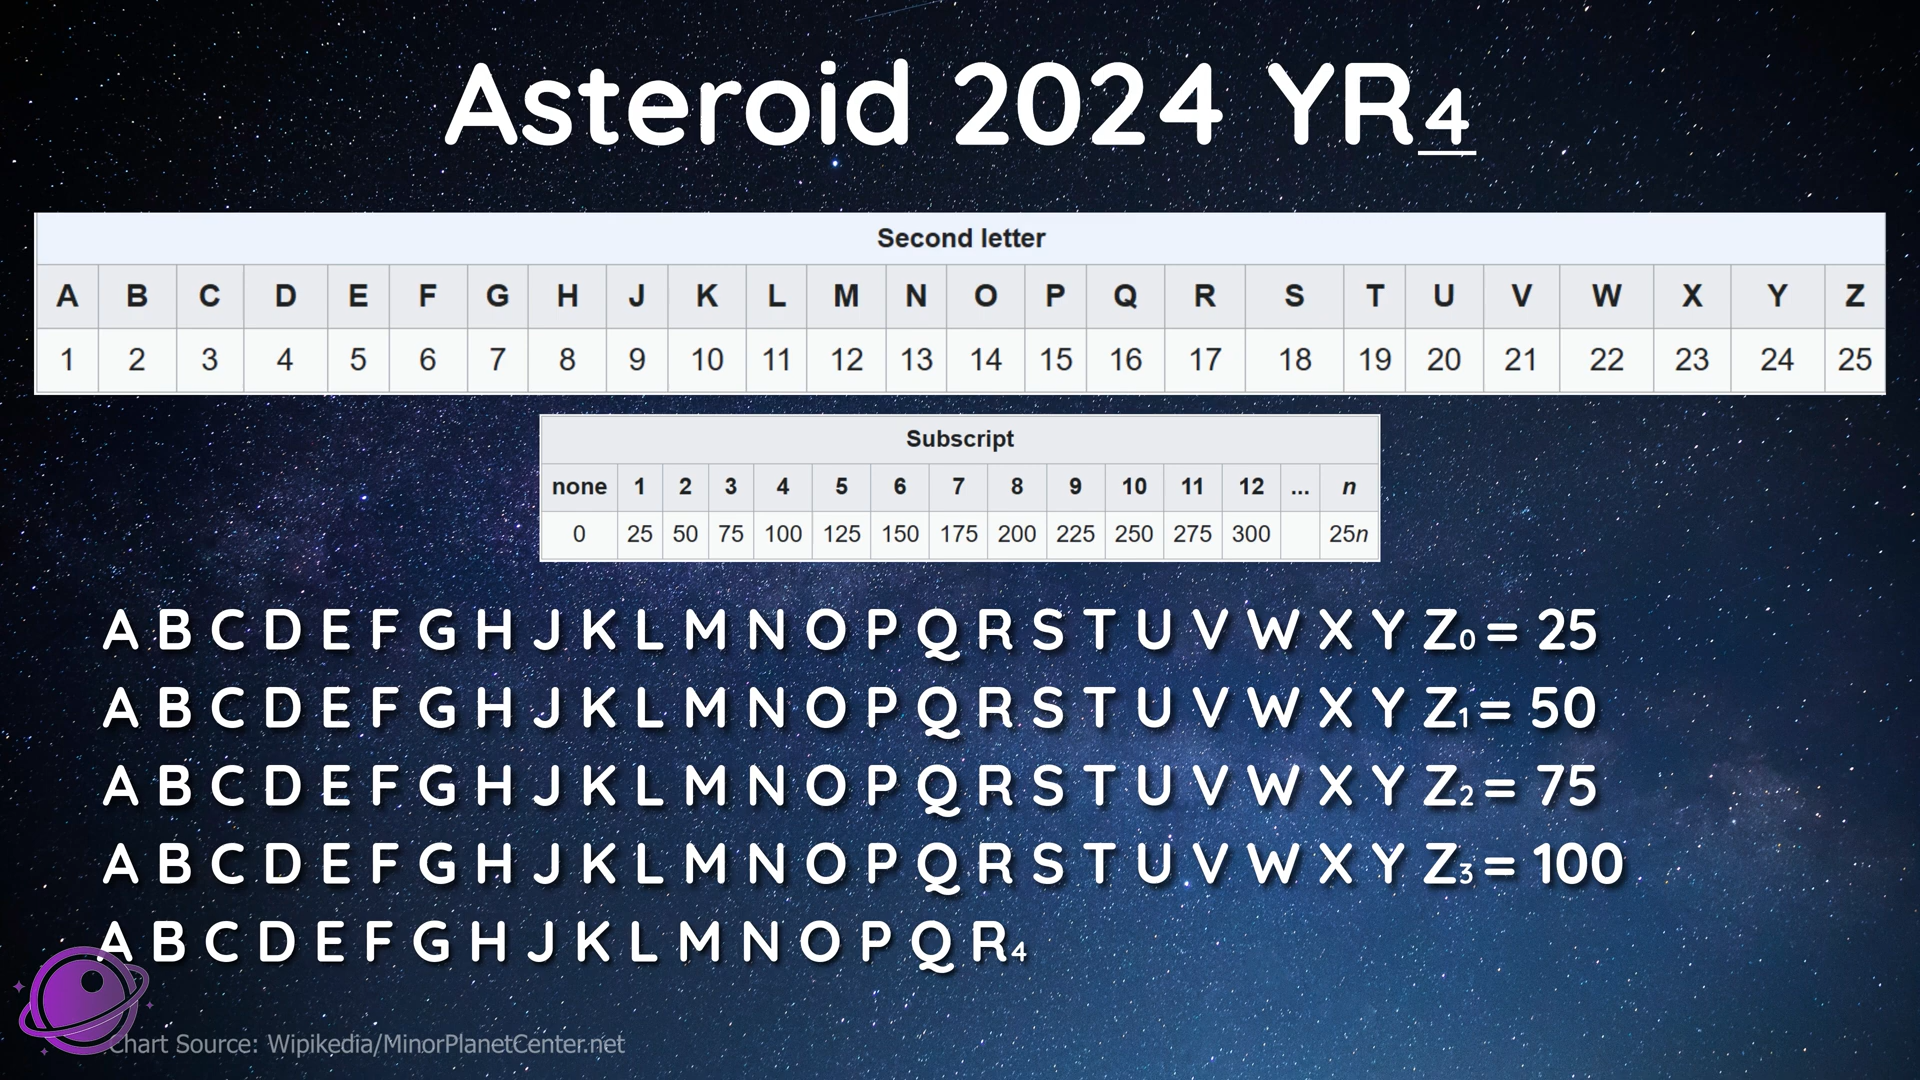 Asteroid 2024 YR₄
Second letter
A B C D E F G H J K L M N O P Q R S T U V W X Y Z
1 2 3 4 5 6 7 8 9 10 11 12 13 14 15 16 17 18 19 20 21 22 23 24 25
Subscript
none 1 2 3 4 5 6 7 8 9 10 11 12 ... n
0 25 50 75 100 125 150 175 200 225 250 275 300 25n
A B C D E F G H J K L M N O P Q R S T U V W X Y Z₀ = 25
A B C D E F G H J K L M N O P Q R S T U V W X Y Z₁ = 50
A B C D E F G H J K L M N O P Q R S T U V W X Y Z₂ = 75
A B C D E F G H J K L M N O P Q R S T U V W X Y Z₃ = 100
A B C D E F G H J K L M N O P Q R₄
Chart Source: Wipikedia/MinorPlanetCenter.net